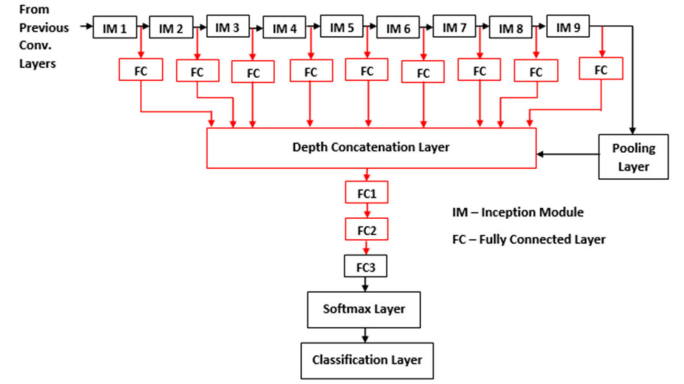 From
Previous
Conv.
Layers
IM 1
IM 2
IM 3
IM 4
IM 5
IM 6
IM 7
IM 8
IM 9
FC
FC
FC
FC
FC
FC
FC
FC
FC
Depth Concatenation Layer
Pooling
Layer
FC1
FC2
FC3
IM – Inception Module
FC – Fully Connected Layer
Softmax Layer
Classification Layer